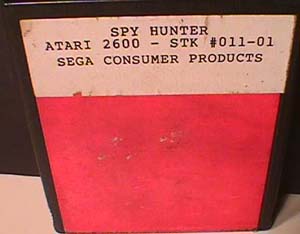 SPY HUNTER
ATARI 2600 - STK #011-01
SEGA CONSUMER PRODUCTS